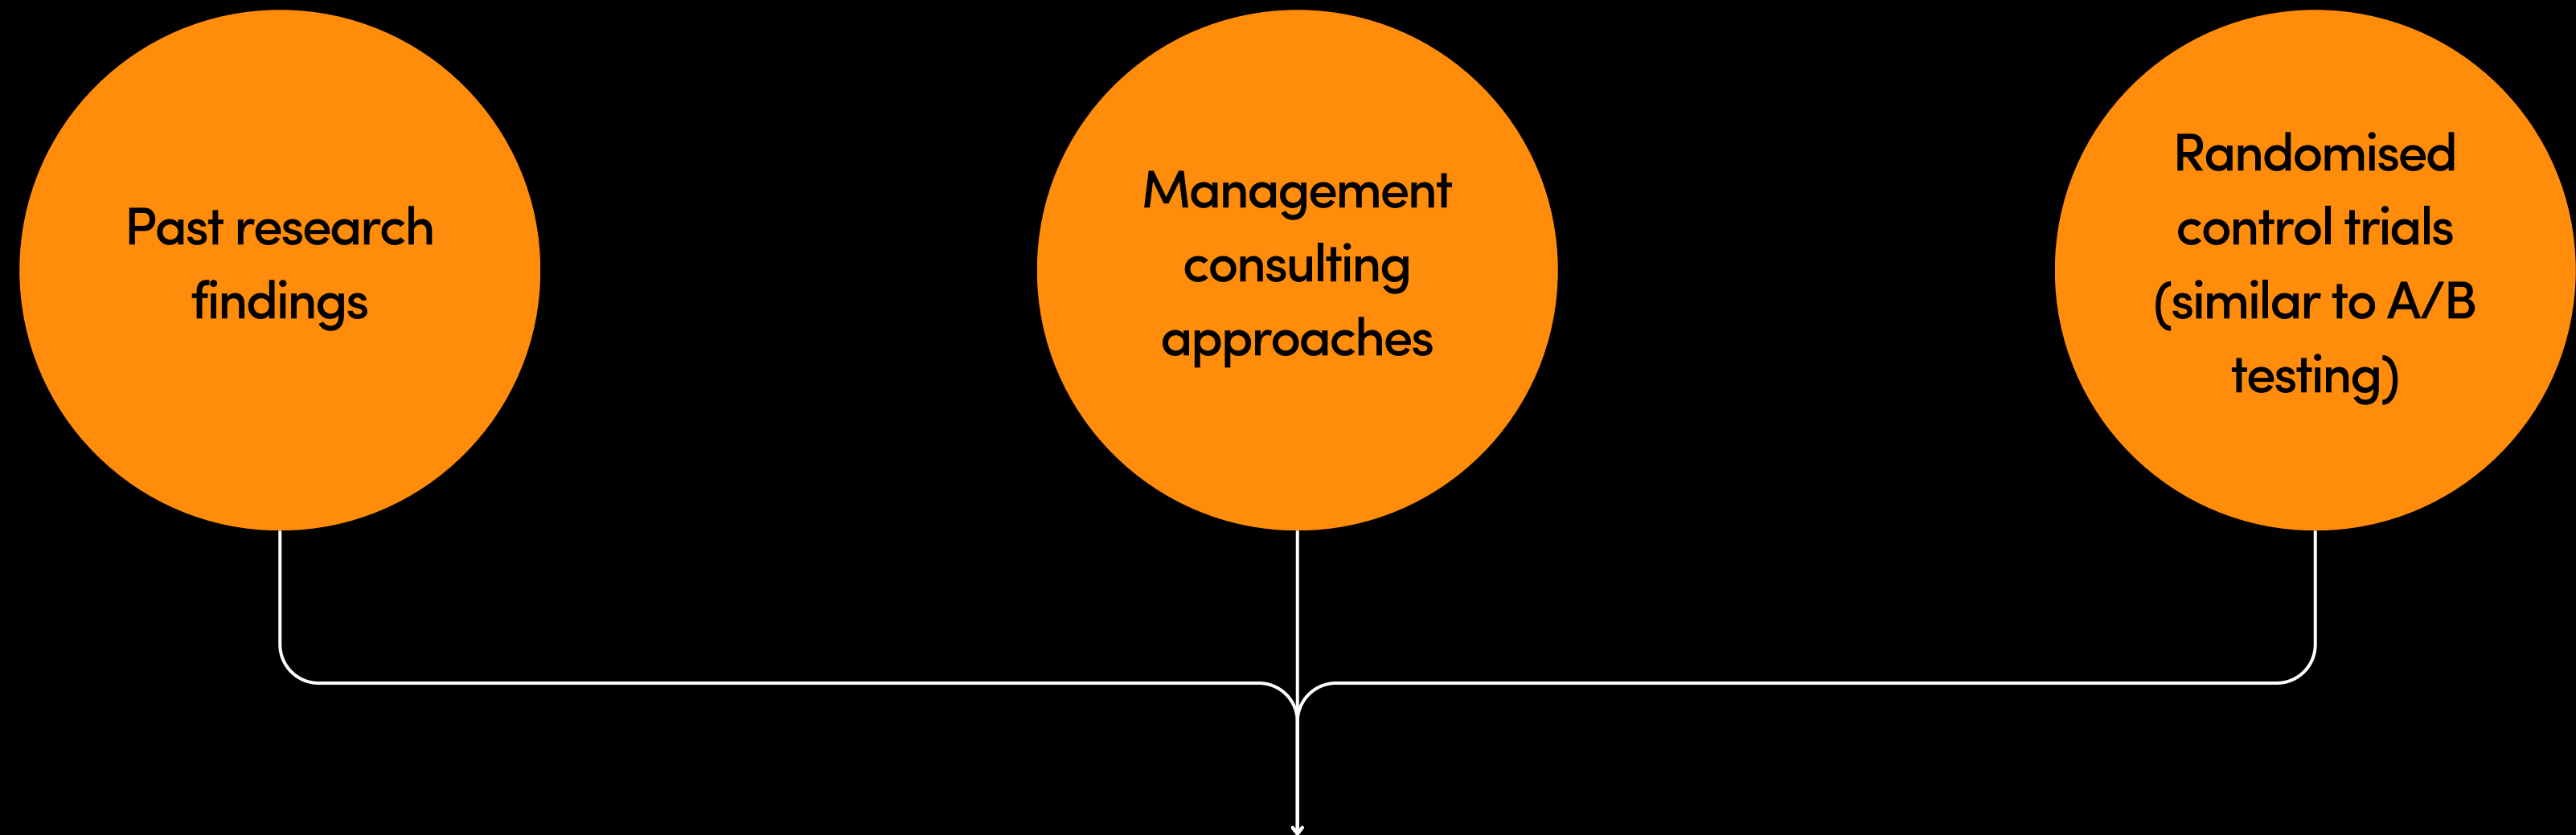 Past research
findings
Management
consulting
approaches
Randomised
control trials
(similar to A/B
testing)